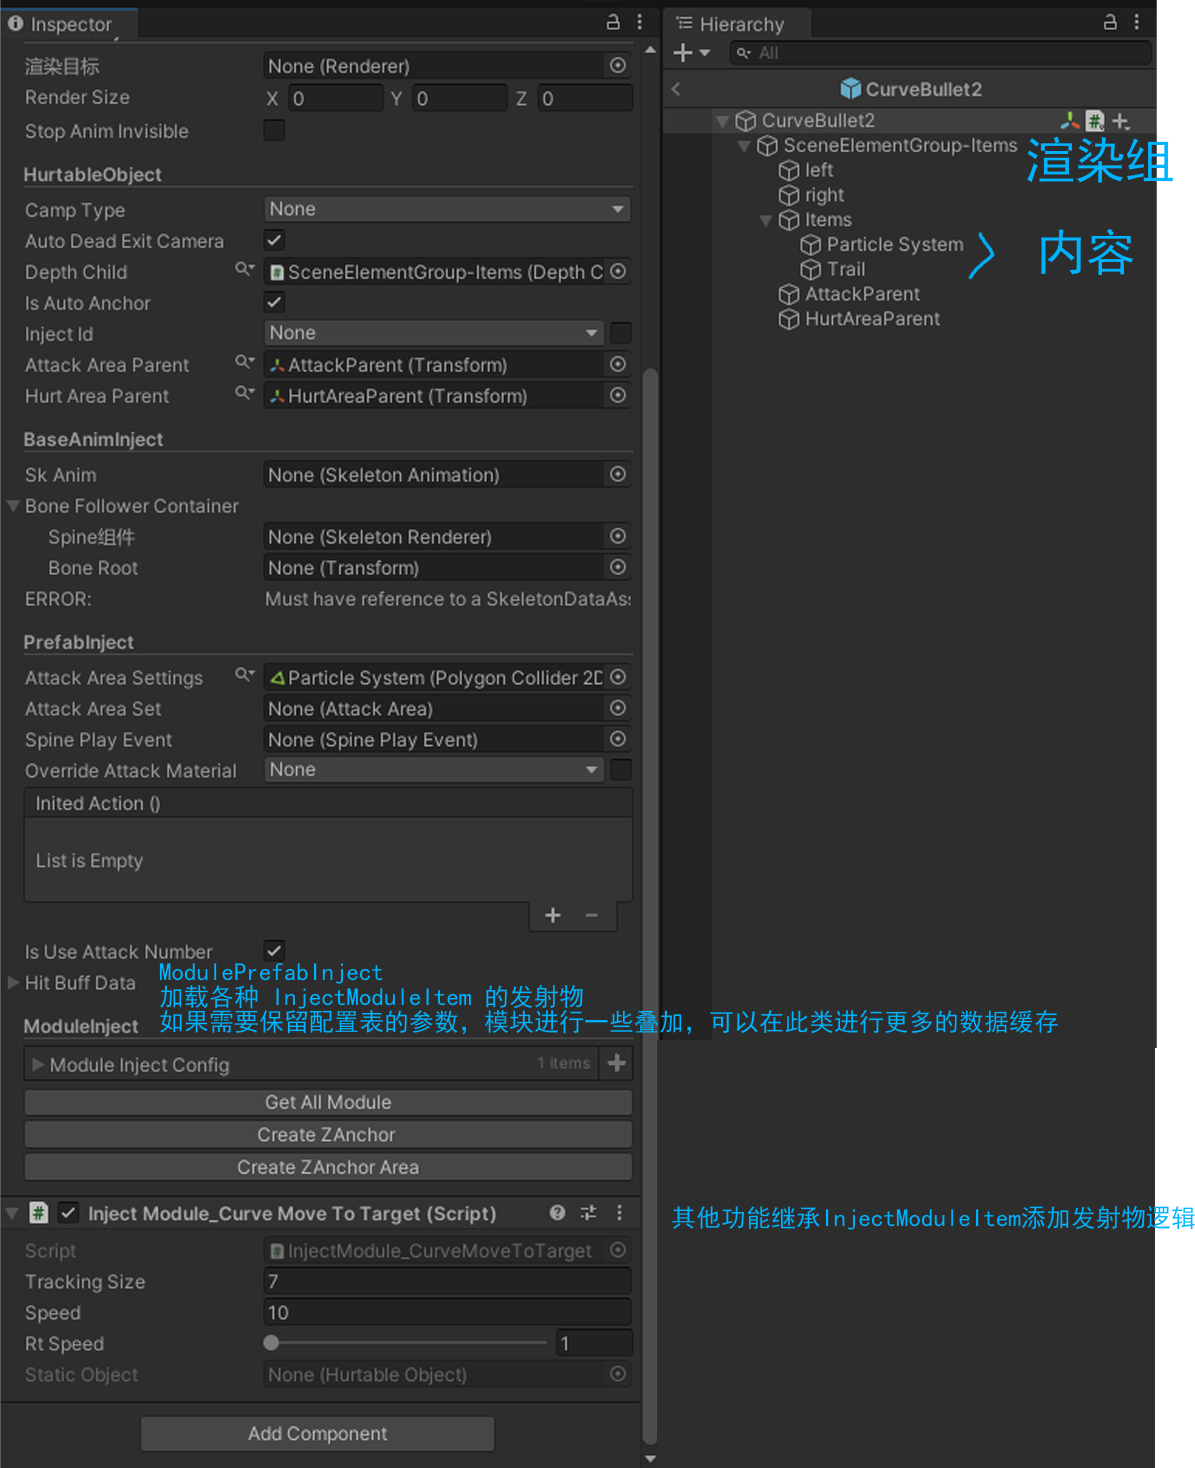 Inspector
渲染目标 None (Renderer)
Render Size X 0 Y 0 Z 0
Stop Anim Invisible
HurtableObject
Camp Type None
Auto Dead Exit Camera
Depth Child SceneElementGroup-Items (Depth C
Is Auto Anchor
Inject Id None
Attack Area Parent AttackParent (Transform)
Hurt Area Parent HurtAreaParent (Transform)
BaseAnimInject
Sk Anim None (Skeleton Animation)
Bone Follower Container
Spine组件 None (Skeleton Renderer)
Bone Root None (Transform)
ERROR: Must have reference to a SkeletonDataAs
PrefabInject
Attack Area Settings Particle System (Polygon Collider 2D
Attack Area Set None (Attack Area)
Spine Play Event None (Spine Play Event)
Override Attack Material None
Inited Action ()
List is Empty
Is Use Attack Number
Hit Buff Data
ModulePrefabInject
加载各种 InjectModuleItem 的发射物
如果需要保留配置表的参数，模块进行一些叠加，可以在此类进行更多的数据缓存
ModuleInject
Module Inject Config 1 items
Get All Module
Create ZAnchor
Create ZAnchor Area
Inject Module_Curve Move To Target (Script)
Script InjectModule_CurveMoveToTarget
Tracking Size 7
Speed 10
Rt Speed 1
Static Object None (Hurtable Object)
Add Component
Hierarchy
All
CurveBullet2
CurveBullet2
SceneElementGroup-Items
渲染组
left
right
Items
Particle System
Trail
内容
AttackParent
HurtAreaParent
其他功能继承InjectModuleItem添加发射物逻辑